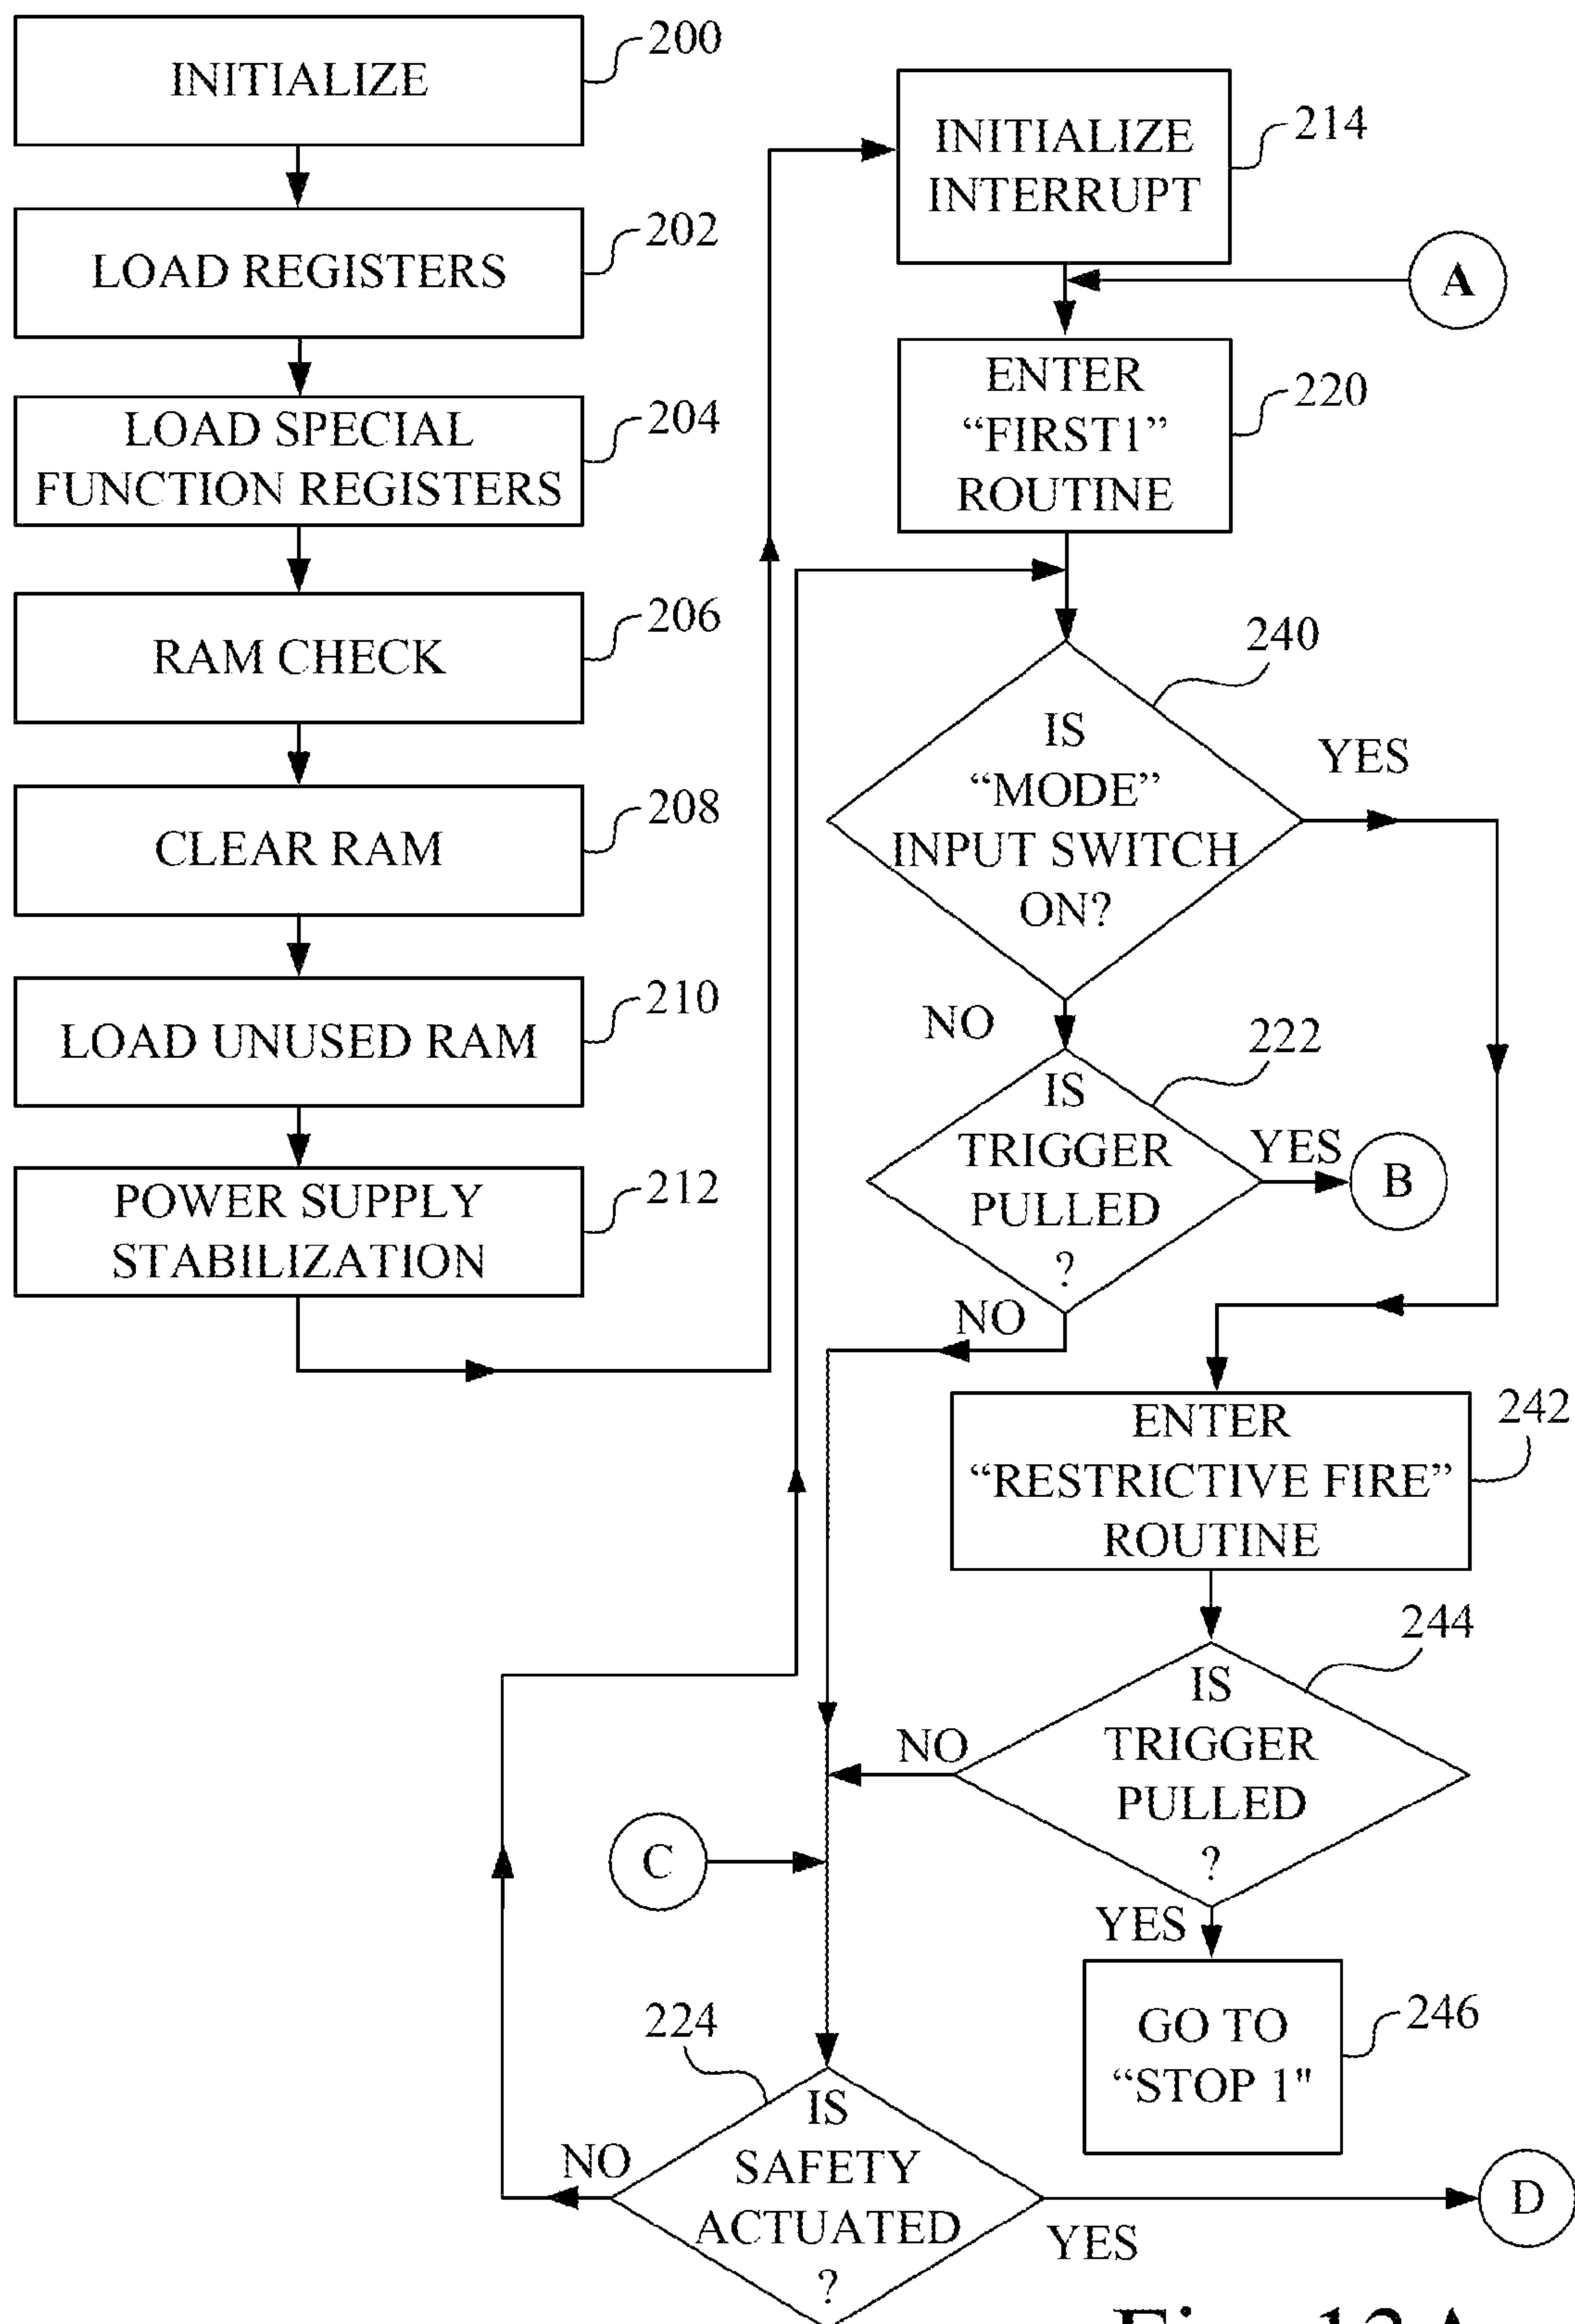 INITIALIZE
200
LOAD REGISTERS
202
LOAD SPECIAL
FUNCTION REGISTERS
204
RAM CHECK
206
CLEAR RAM
208
LOAD UNUSED RAM
210
POWER SUPPLY
STABILIZATION
212
INITIALIZE
INTERRUPT
214
A
ENTER
“FIRST1”
ROUTINE
220
240
IS
“MODE”
INPUT SWITCH
ON?
YES
NO
222
IS
TRIGGER
PULLED
?
YES
B
NO
ENTER
“RESTRICTIVE FIRE”
ROUTINE
242
244
IS
TRIGGER
PULLED
?
NO
C
YES
GO TO
“STOP 1"
246
224
IS
SAFETY
ACTUATED
?
NO
YES
D